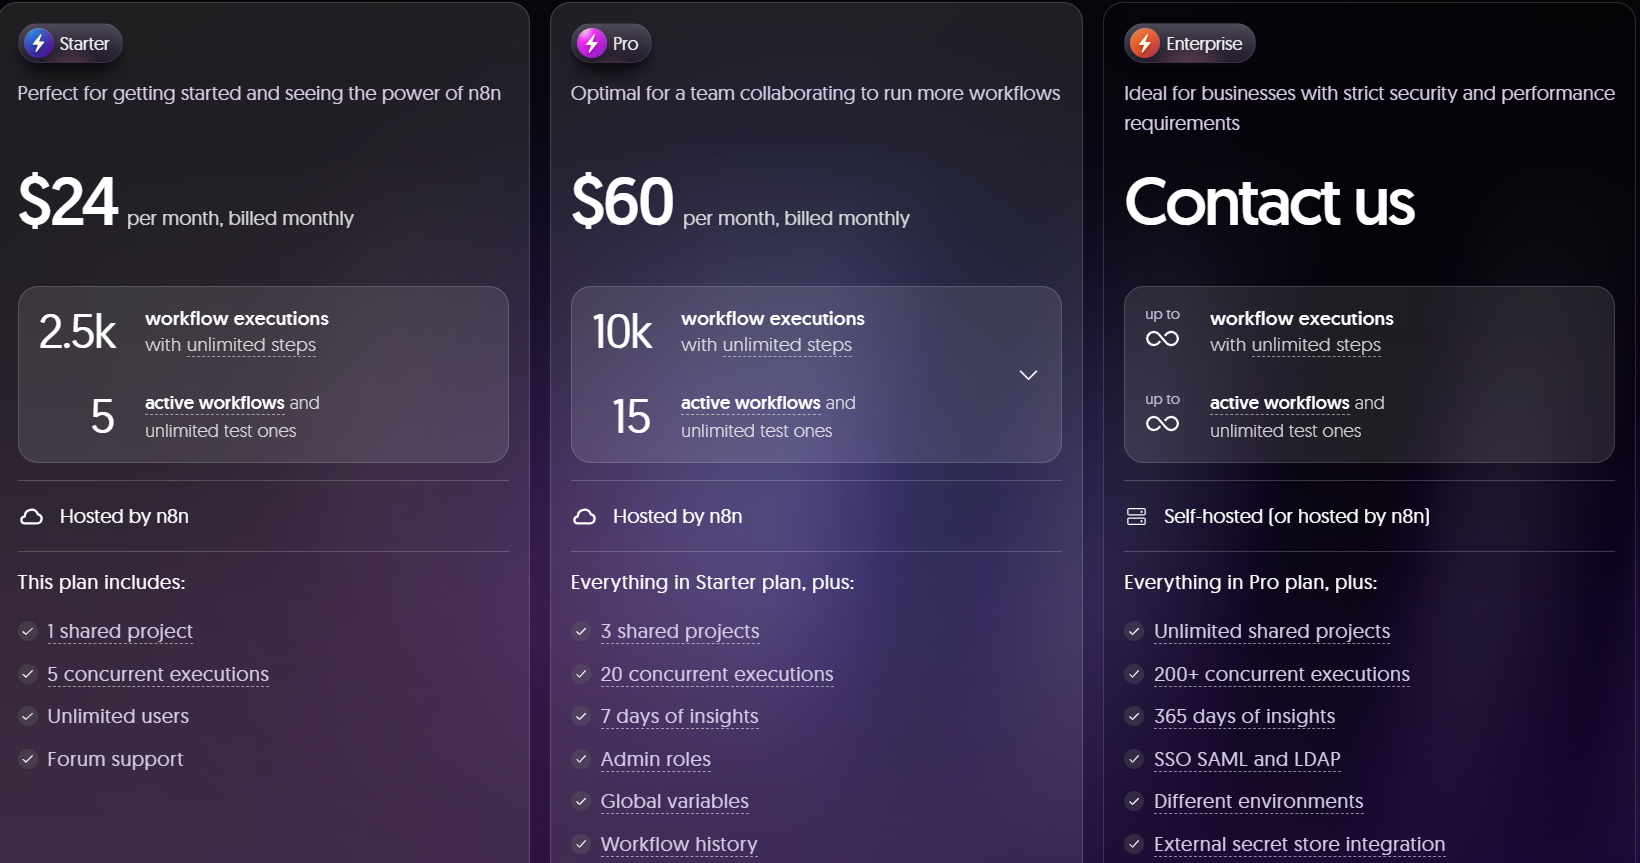 Starter
Perfect for getting started and seeing the power of n8n
$24 per month, billed monthly
2.5k workflow executions
with unlimited steps
5 active workflows and
unlimited test ones
Hosted by n8n
This plan includes:
1 shared project
5 concurrent executions
Unlimited users
Forum support
Pro
Optimal for a team collaborating to run more workflows
$60 per month, billed monthly
10k workflow executions
with unlimited steps
15 active workflows and
unlimited test ones
Hosted by n8n
Everything in Starter plan, plus:
3 shared projects
20 concurrent executions
7 days of insights
Admin roles
Global variables
Workflow history
Enterprise
Ideal for businesses with strict security and performance
requirements
Contact us
up to
∞ workflow executions
with unlimited steps
up to
∞ active workflows and
unlimited test ones
Self-hosted (or hosted by n8n)
Everything in Pro plan, plus:
Unlimited shared projects
200+ concurrent executions
365 days of insights
SSO SAML and LDAP
Different environments
External secret store integration